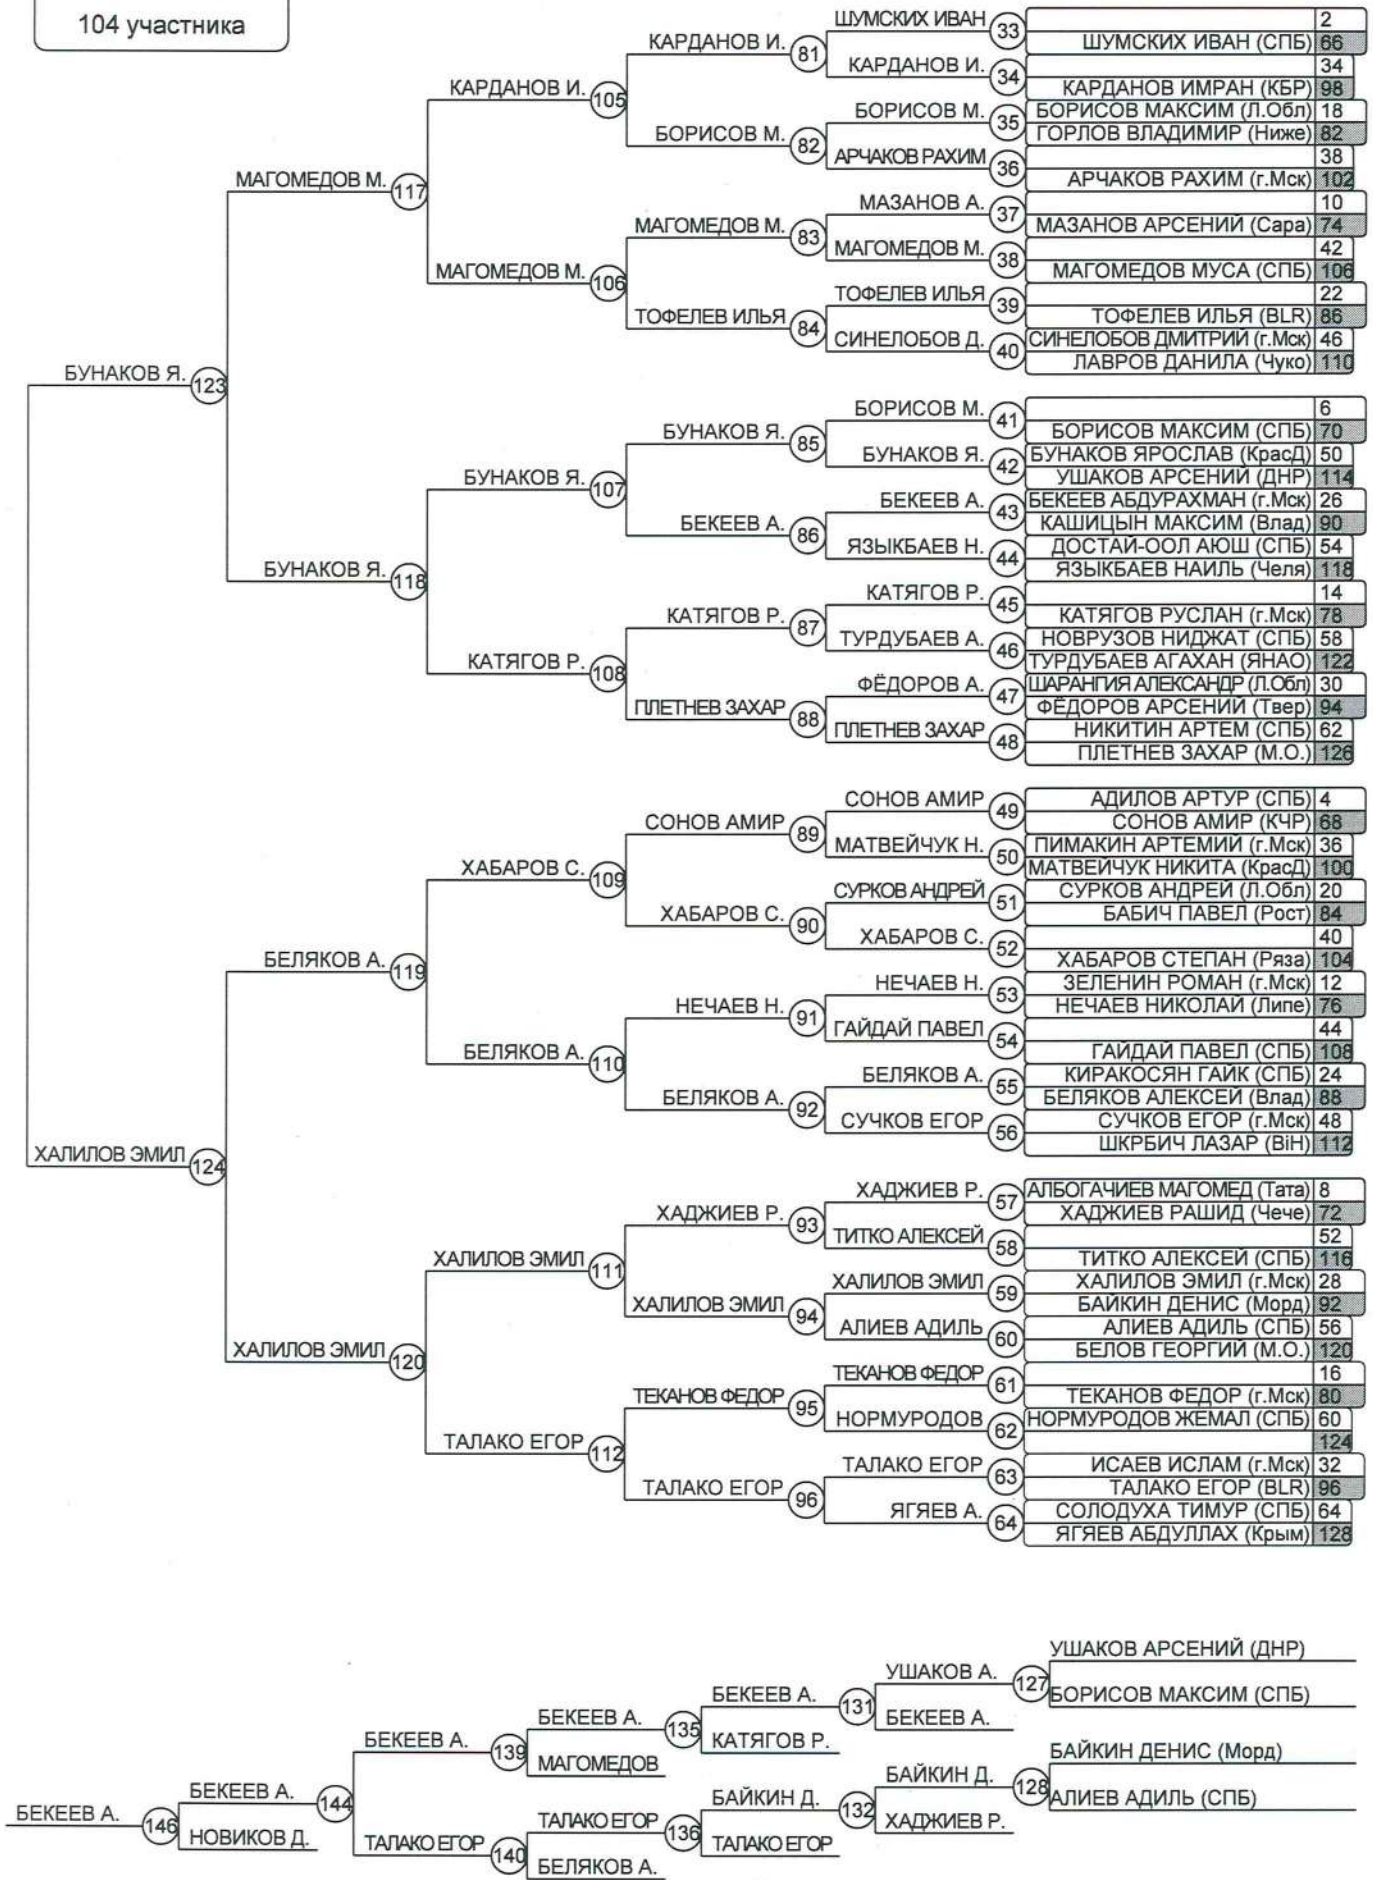 104 участника
ШУМСКИХ ИВАН 33 2
КАРДАНОВ И. 81 ШУМСКИХ ИВАН (СПБ) 66
КАРДАНОВ И. 34 34
КАРДАНОВ И. 105 КАРДАНОВ ИМРАН (КБР) 98
БОРИСОВ М. 35 БОРИСОВ МАКСИМ (Л.Обл) 18
БОРИСОВ М. 82 ГОРЛОВ ВЛАДИМИР (Ниже) 82
АРЧАКОВ РАХИМ 36 38
МАГОМЕДОВ М. 117 АРЧАКОВ РАХИМ (г.Мск) 102
МАЗАНОВ А. 37 10
МАГОМЕДОВ М. 83 МАЗАНОВ АРСЕНИЙ (Сара) 74
МАГОМЕДОВ М. 38 42
МАГОМЕДОВ М. 106 МАГОМЕДОВ МУСА (СПБ) 106
ТОФЕЛЕВ ИЛЬЯ 39 22
ТОФЕЛЕВ ИЛЬЯ 84 ТОФЕЛЕВ ИЛЬЯ (BLR) 86
СИНЕЛОБОВ Д. 40 СИНЕЛОБОВ ДМИТРИЙ (г.Мск) 46
ЛАВРОВ ДАНИЛА (Чуко) 110
БУНАКОВ Я. 123
БОРИСОВ М. 41 6
БУНАКОВ Я. 85 БОРИСОВ МАКСИМ (СПБ) 70
БУНАКОВ Я. 42 БУНАКОВ ЯРОСЛАВ (КрасД) 50
БУНАКОВ Я. 107 УШАКОВ АРСЕНИЙ (ДНР) 114
БЕКЕЕВ А. 43 БЕКЕЕВ АБДУРАХМАН (г.Мск) 26
БЕКЕЕВ А. 86 КАШИЦЫН МАКСИМ (Влад) 90
ЯЗЫКБАЕВ Н. 44 ДОСТАЙ-ООЛ АЮШ (СПБ) 54
БУНАКОВ Я. 118 ЯЗЫКБАЕВ НАИЛЬ (Челя) 118
КАТЯГОВ Р. 45 14
КАТЯГОВ Р. 87 КАТЯГОВ РУСЛАН (г.Мск) 78
ТУРДУБАЕВ А. 46 НОВРУЗОВ НИДЖАТ (СПБ) 58
КАТЯГОВ Р. 108 ТУРДУБАЕВ АГАХАН (ЯНАО) 122
ФЁДОРОВ А. 47 ШАРАНГИЯ АЛЕКСАНДР (Л.Обл) 30
ПЛЕТНЕВ ЗАХАР 88 ФЁДОРОВ АРСЕНИЙ (Твер) 94
ПЛЕТНЕВ ЗАХАР 48 НИКИТИН АРТЕМ (СПБ) 62
ПЛЕТНЕВ ЗАХАР (М.О.) 126
СОНОВ АМИР 49 АДИЛОВ АРТУР (СПБ) 4
СОНОВ АМИР 89 СОНОВ АМИР (КЧР) 68
МАТВЕЙЧУК Н. 50 ПИМАКИН АРТЕМИЙ (г.Мск) 36
ХАБАРОВ С. 109 МАТВЕЙЧУК НИКИТА (КрасД) 100
СУРКОВ АНДРЕЙ 51 СУРКОВ АНДРЕЙ (Л.Обл) 20
ХАБАРОВ С. 90 БАБИЧ ПАВЕЛ (Рост) 84
ХАБАРОВ С. 52 40
БЕЛЯКОВ А. 119 ХАБАРОВ СТЕПАН (Ряза) 104
НЕЧАЕВ Н. 53 ЗЕЛЕНИН РОМАН (г.Мск) 12
НЕЧАЕВ Н. 91 НЕЧАЕВ НИКОЛАЙ (Липе) 76
ГАЙДАЙ ПАВЕЛ 54 44
БЕЛЯКОВ А. 110 ГАЙДАЙ ПАВЕЛ (СПБ) 108
БЕЛЯКОВ А. 55 КИРАКОСЯН ГАЙК (СПБ) 24
БЕЛЯКОВ А. 92 БЕЛЯКОВ АЛЕКСЕЙ (Влад) 88
СУЧКОВ ЕГОР 56 СУЧКОВ ЕГОР (г.Мск) 48
ШКРБИЧ ЛАЗАР (BiH) 112
ХАЛИЛОВ ЭМИЛ 124
ХАДЖИЕВ Р. 57 АЛБОГАЧИЕВ МАГОМЕД (Тата) 8
ХАДЖИЕВ Р. 93 ХАДЖИЕВ РАШИД (Чече) 72
ТИТКО АЛЕКСЕЙ 58 52
ХАЛИЛОВ ЭМИЛ 111 ТИТКО АЛЕКСЕЙ (СПБ) 116
ХАЛИЛОВ ЭМИЛ 59 ХАЛИЛОВ ЭМИЛ (г.Мск) 28
ХАЛИЛОВ ЭМИЛ 94 БАЙКИН ДЕНИС (Морд) 92
АЛИЕВ АДИЛЬ 60 АЛИЕВ АДИЛЬ (СПБ) 56
ХАЛИЛОВ ЭМИЛ 120 БЕЛОВ ГЕОРГИЙ (М.О.) 120
ТЕКАНОВ ФЕДОР 61 16
ТЕКАНОВ ФЕДОР 95 ТЕКАНОВ ФЕДОР (г.Мск) 80
НОРМУРОДОВ 62 НОРМУРОДОВ ЖЕМАЛ (СПБ) 60
ТАЛАКО ЕГОР 112 124
ТАЛАКО ЕГОР 63 ИСАЕВ ИСЛАМ (г.Мск) 32
ТАЛАКО ЕГОР 96 ТАЛАКО ЕГОР (BLR) 96
ЯГЯЕВ А. 64 СОЛОДУХА ТИМУР (СПБ) 64
ЯГЯЕВ АБДУЛЛАХ (Крым) 128
УШАКОВ АРСЕНИЙ (ДНР)
УШАКОВ А. 127
БЕКЕЕВ А. 131 БОРИСОВ МАКСИМ (СПБ)
БЕКЕЕВ А. 135 БЕКЕЕВ А.
БЕКЕЕВ А. 139 КАТЯГОВ Р.
МАГОМЕДОВ БАЙКИН ДЕНИС (Морд)
БАЙКИН Д. 128
БЕКЕЕВ А. 144 БАЙКИН Д. 132 АЛИЕВ АДИЛЬ (СПБ)
БЕКЕЕВ А. 146 ТАЛАКО ЕГОР 136 ХАДЖИЕВ Р.
НОВИКОВ Д. ТАЛАКО ЕГОР 140 ТАЛАКО ЕГОР
БЕЛЯКОВ А.